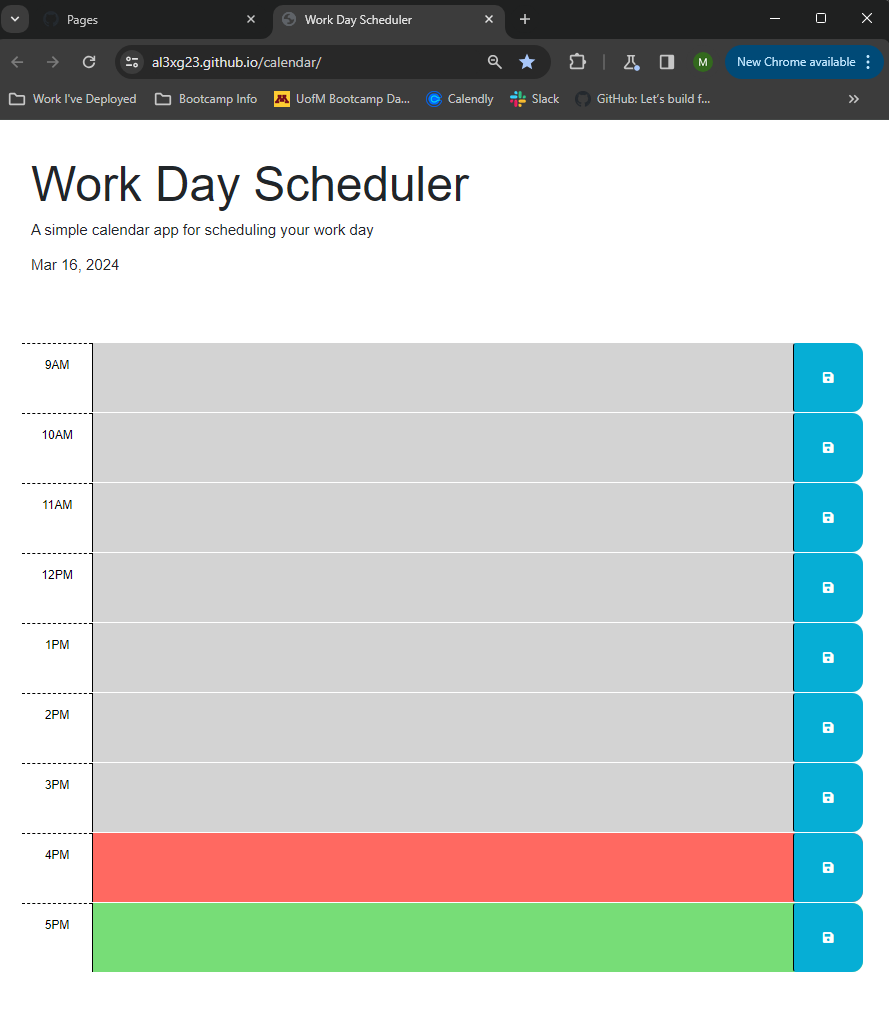 Pages
Work Day Scheduler
al3xg23.github.io/calendar/
M
New Chrome available
Work I've Deployed
Bootcamp Info
UofM Bootcamp Da...
Calendly
Slack
GitHub: Let's build f...
Work Day Scheduler
A simple calendar app for scheduling your work day
Mar 16, 2024
9AM
10AM
11AM
12PM
1PM
2PM
3PM
4PM
5PM